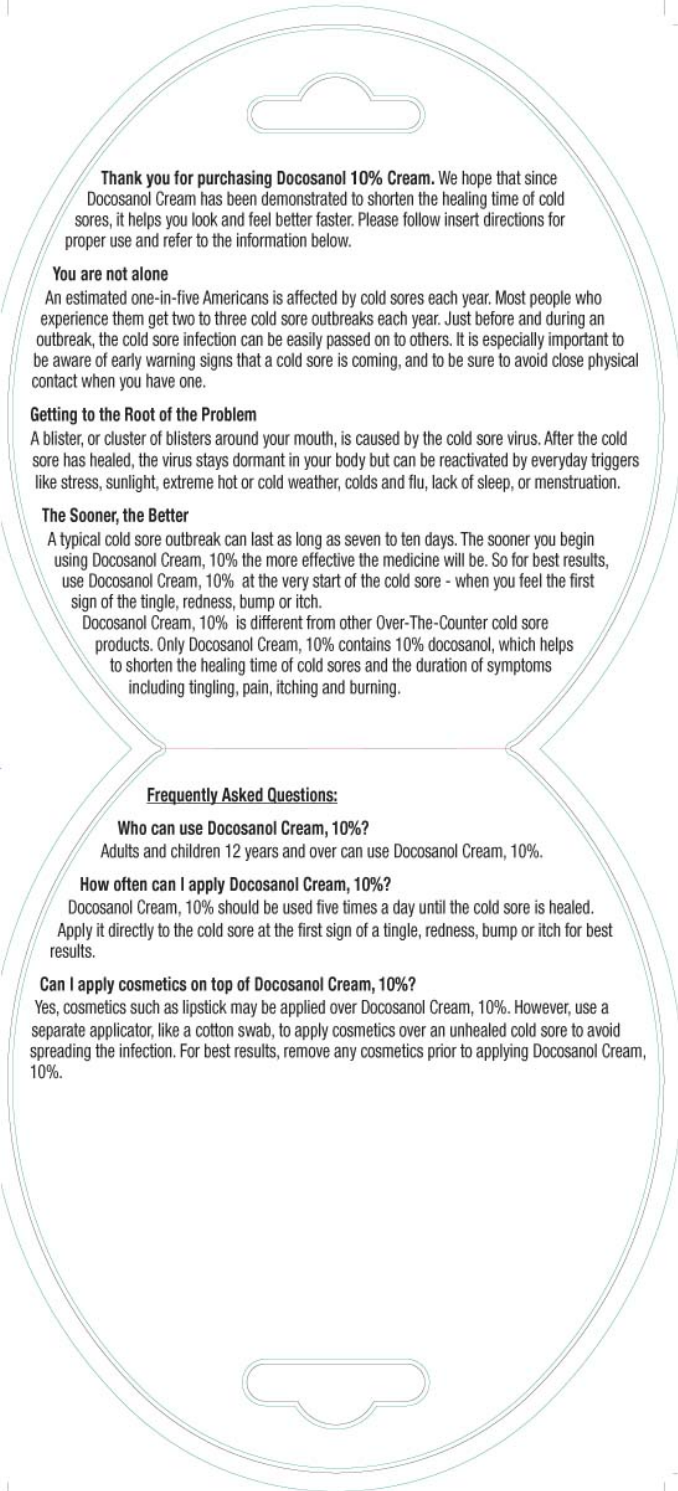 Thank you for purchasing Docosanol 10% Cream. We hope that since
Docosanol Cream has been demonstrated to shorten the healing time of cold
sores, it helps you look and feel better faster. Please follow insert directions for
proper use and refer to the information below.
You are not alone
An estimated one-in-five Americans is affected by cold sores each year. Most people who
experience them get two to three cold sore outbreaks each year. Just before and during an
outbreak, the cold sore infection can be easily passed on to others. It is especially important to
be aware of early warning signs that a cold sore is coming, and to be sure to avoid close physical
contact when you have one.
Getting to the Root of the Problem
A blister, or cluster of blisters around your mouth, is caused by the cold sore virus. After the cold
sore has healed, the virus stays dormant in your body but can be reactivated by everyday triggers
like stress, sunlight, extreme hot or cold weather, colds and flu, lack of sleep, or menstruation.
The Sooner, the Better
A typical cold sore outbreak can last as long as seven to ten days. The sooner you begin
using Docosanol Cream, 10% the more effective the medicine will be. So for best results,
use Docosanol Cream, 10% at the very start of the cold sore - when you feel the first
sign of the tingle, redness, bump or itch.
Docosanol Cream, 10% is different from other Over-The-Counter cold sore
products. Only Docosanol Cream, 10% contains 10% docosanol, which helps
to shorten the healing time of cold sores and the duration of symptoms
including tingling, pain, itching and burning.
Frequently Asked Questions:
Who can use Docosanol Cream, 10%?
Adults and children 12 years and over can use Docosanol Cream, 10%.
How often can I apply Docosanol Cream, 10%?
Docosanol Cream, 10% should be used five times a day until the cold sore is healed.
Apply it directly to the cold sore at the first sign of a tingle, redness, bump or itch for best
results.
Can I apply cosmetics on top of Docosanol Cream, 10%?
Yes, cosmetics such as lipstick may be applied over Docosanol Cream, 10%. However, use a
separate applicator, like a cotton swab, to apply cosmetics over an unhealed cold sore to avoid
spreading the infection. For best results, remove any cosmetics prior to applying Docosanol Cream,
10%.